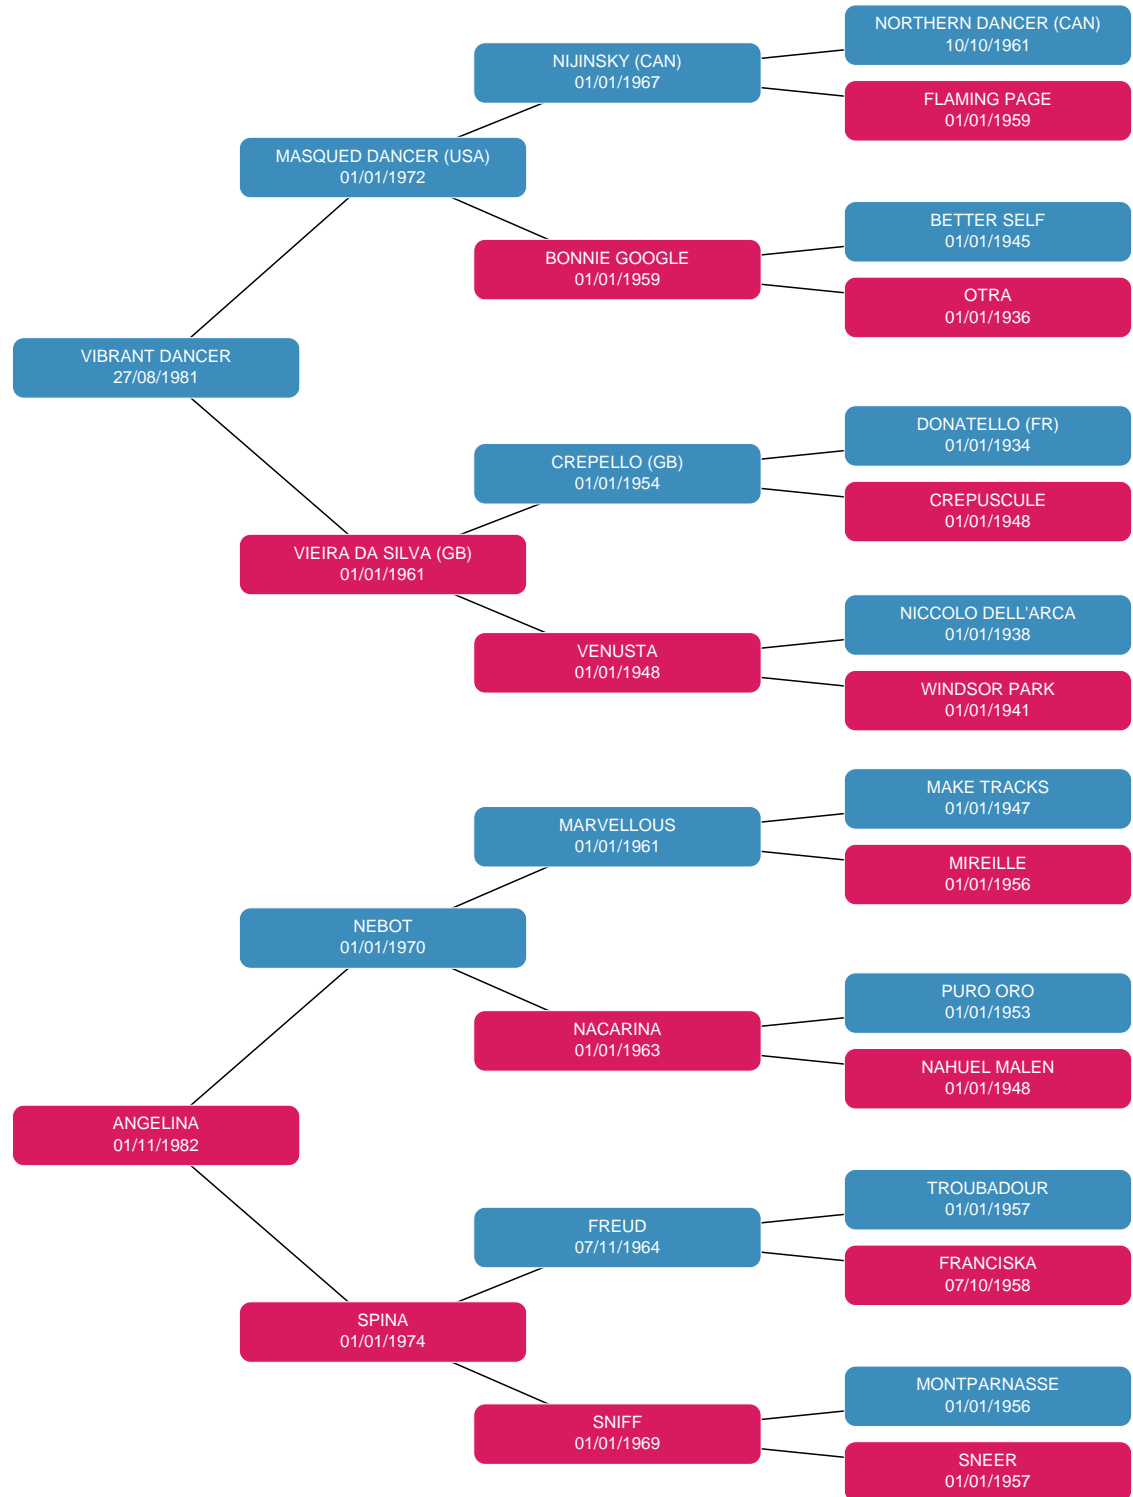 NORTHERN DANCER (CAN)
10/10/1961
NIJINSKY (CAN)
01/01/1967
FLAMING PAGE
01/01/1959
MASQUED DANCER (USA)
01/01/1972
BETTER SELF
01/01/1945
BONNIE GOOGLE
01/01/1959
OTRA
01/01/1936
VIBRANT DANCER
27/08/1981
DONATELLO (FR)
01/01/1934
CREPELLO (GB)
01/01/1954
CREPUSCULE
01/01/1948
VIEIRA DA SILVA (GB)
01/01/1961
NICCOLO DELL'ARCA
01/01/1938
VENUSTA
01/01/1948
WINDSOR PARK
01/01/1941
MAKE TRACKS
01/01/1947
MARVELLOUS
01/01/1961
MIREILLE
01/01/1956
NEBOT
01/01/1970
PURO ORO
01/01/1953
NACARINA
01/01/1963
NAHUEL MALEN
01/01/1948
ANGELINA
01/11/1982
TROUBADOUR
01/01/1957
FREUD
07/11/1964
FRANCISKA
07/10/1958
SPINA
01/01/1974
MONTPARNASSE
01/01/1956
SNIFF
01/01/1969
SNEER
01/01/1957